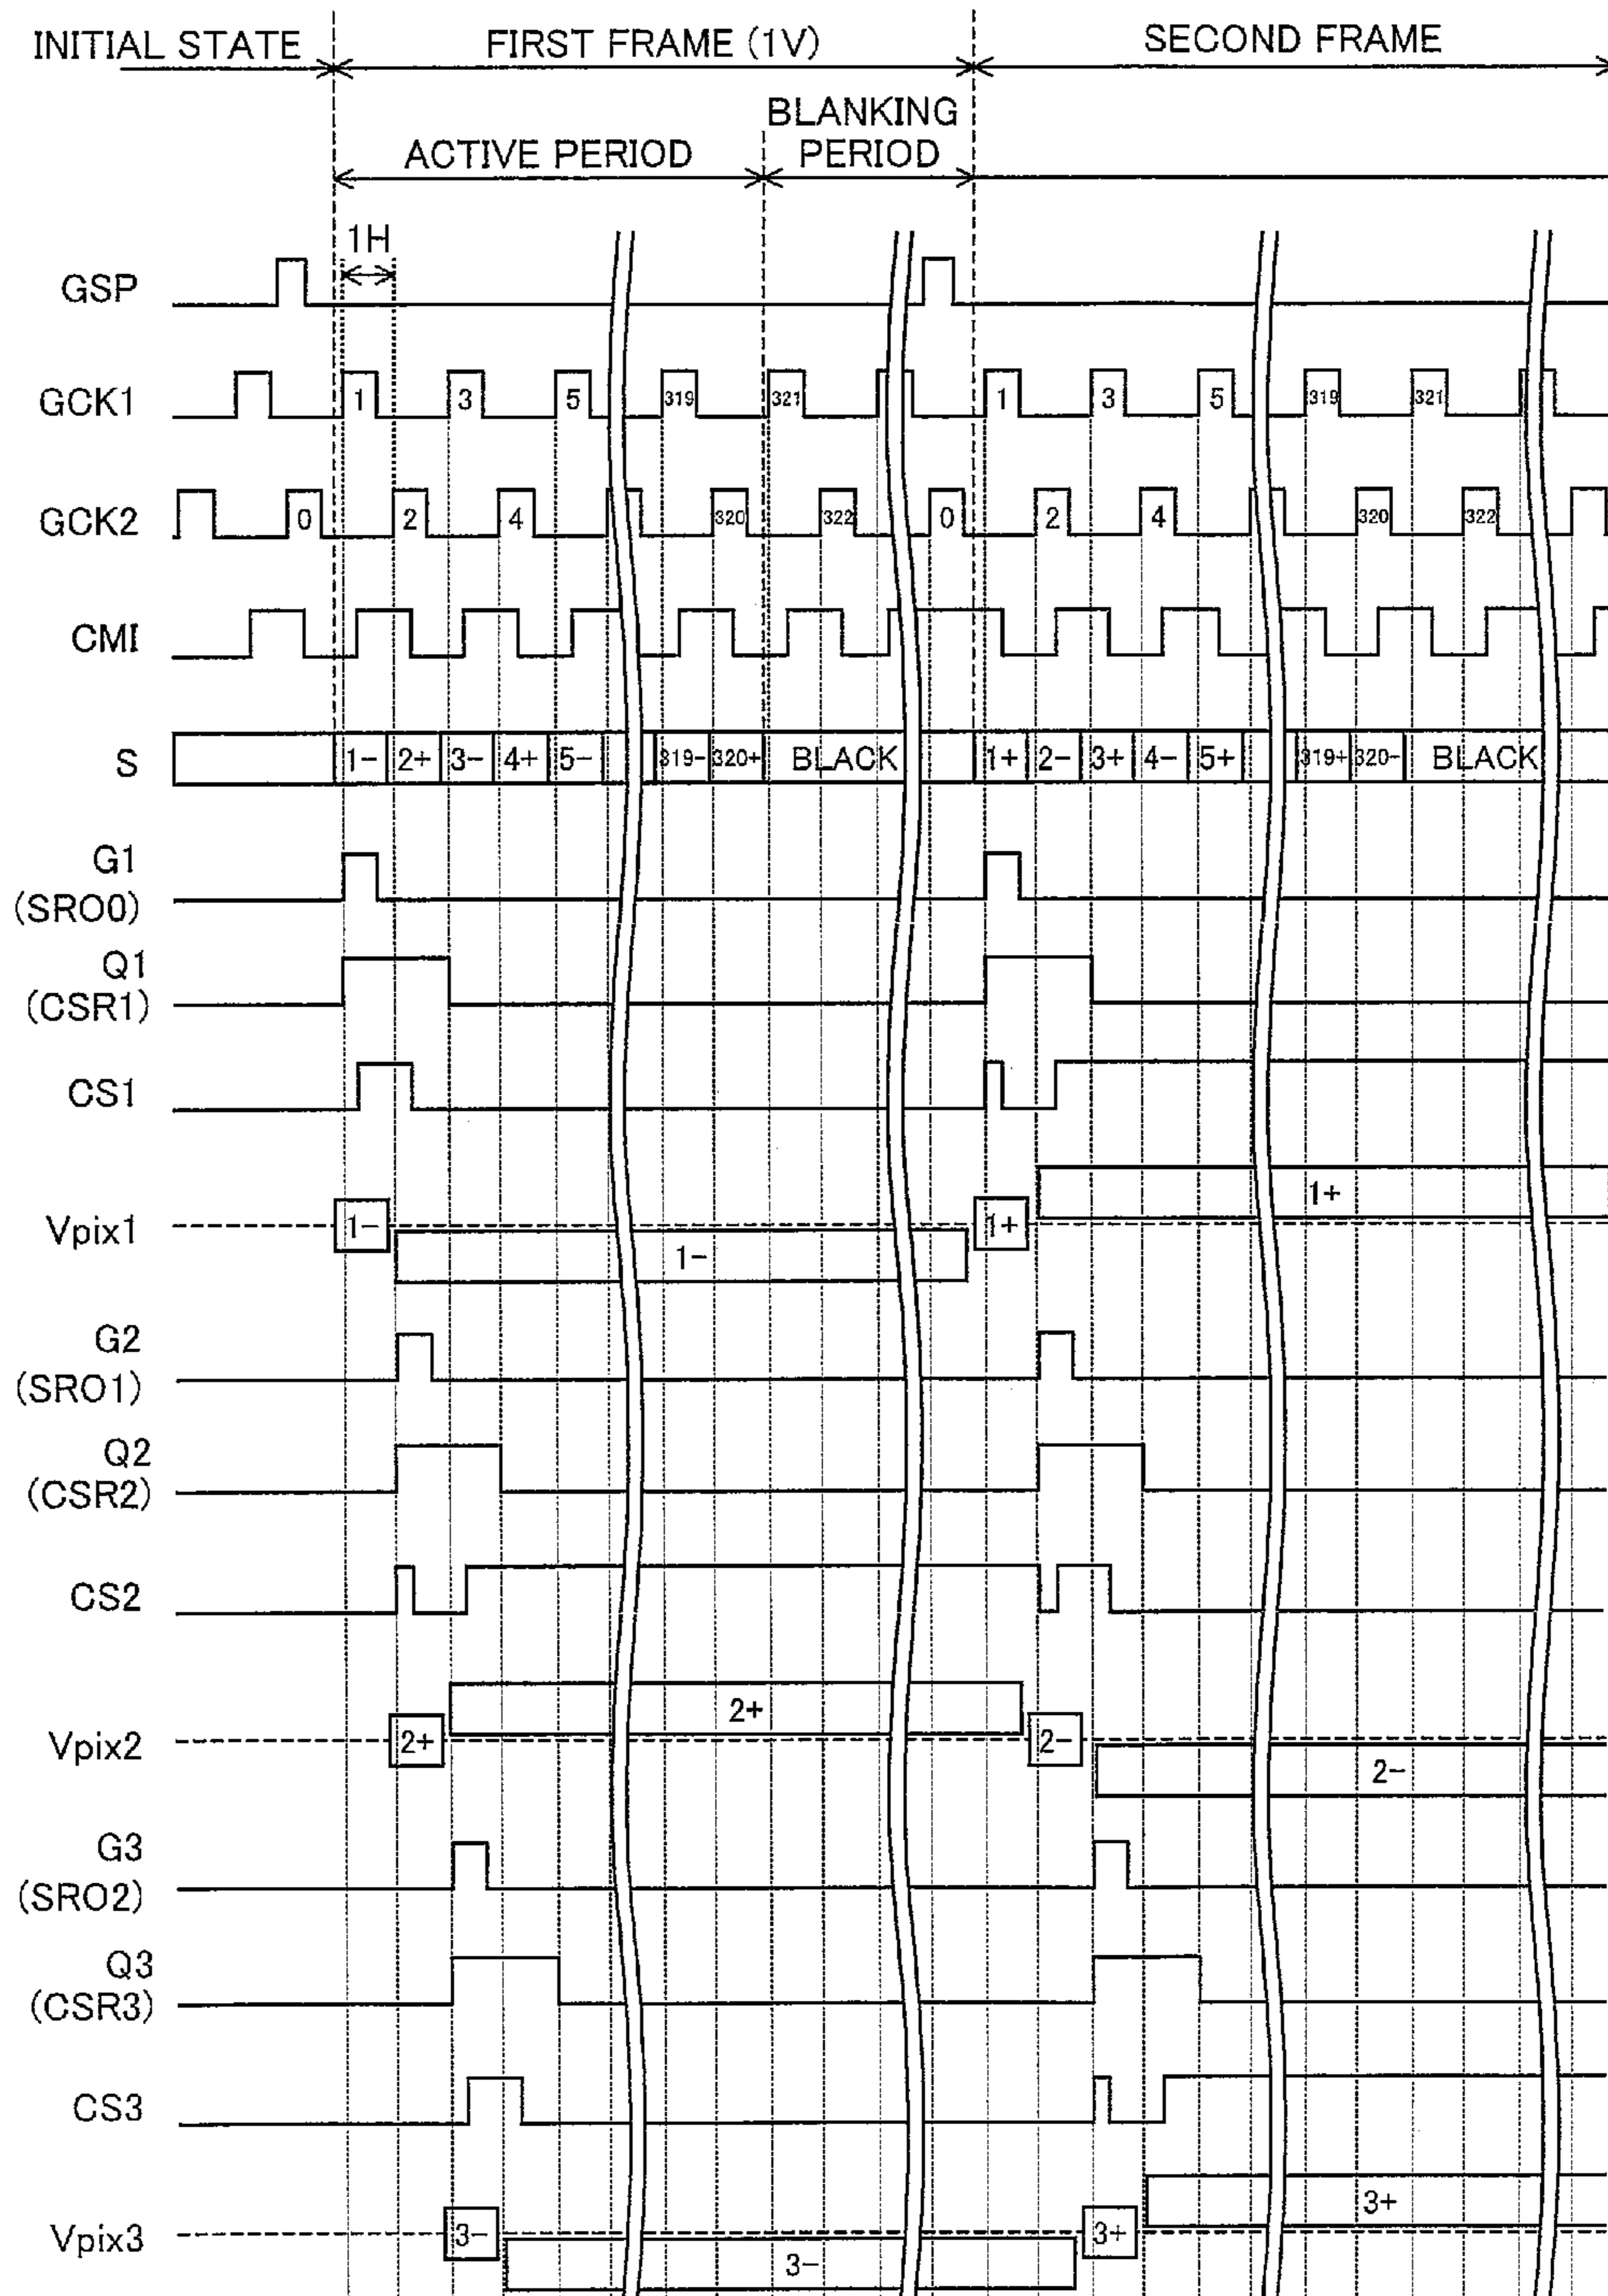 INITIAL STATE FIRST FRAME (1V) SECOND FRAME
BLANKING
ACTIVE PERIOD PERIOD
1H
GSP
GCK1 1 3 5 319 321 1 3 5 319 321
GCK2 0 2 4 320 322 0 2 4 320 322
CMI
S 1- 2+ 3- 4+ 5- 319- 320+ BLACK 1+ 2- 3+ 4- 5+ 319+ 320- BLACK
G1
(SRO0)
Q1
(CSR1)
CS1
1+
Vpix1 1- 1+
1-
G2
(SRO1)
Q2
(CSR2)
CS2
2+
Vpix2 2+ 2-
2-
G3
(SRO2)
Q3
(CSR3)
CS3
3+
Vpix3 3- 3+
3-